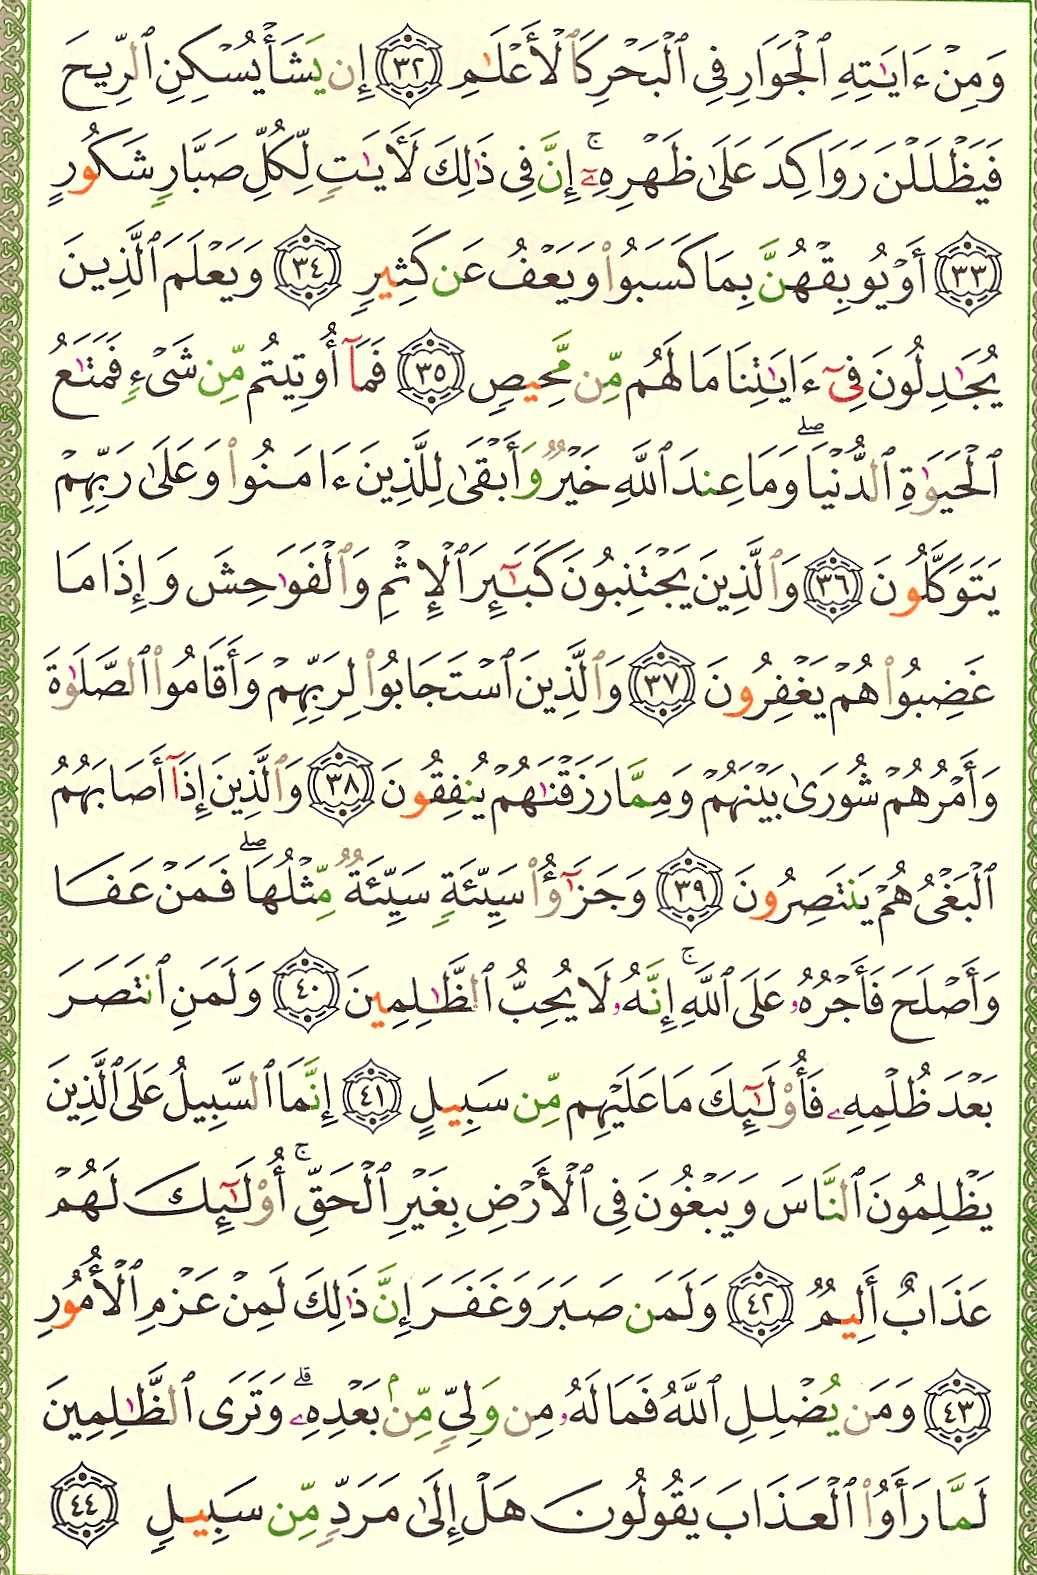 وَمِنْ ءَايَـٰتِهِ ٱلْجَوَارِ فِى ٱلْبَحْرِ كَٱلْأَعْلَـٰمِ ﴿٣٢﴾ إِن يَشَأْ يُسْكِنِ ٱلرِّيحَ
فَيَظْلَلْنَ رَوَاكِدَ عَلَىٰ ظَهْرِهِۦٓ ۚ إِنَّ فِى ذَٰلِكَ لَـَٔايَـٰتٍ لِّكُلِّ صَبَّارٍ شَكُورٍ
﴿٣٣﴾ أَوْ يُوبِقْهُنَّ بِمَا كَسَبُوا۟ وَيَعْفُ عَن كَثِيرٍ ﴿٣٤﴾ وَيَعْلَمَ ٱلَّذِينَ
يُجَـٰدِلُونَ فِىٓ ءَايَـٰتِنَا مَا لَهُم مِّن مَّحِيصٍ ﴿٣٥﴾ فَمَآ أُوتِيتُم مِّن شَىْءٍ فَمَتَـٰعُ
ٱلْحَيَوٰةِ ٱلدُّنْيَا ۖ وَمَا عِندَ ٱللَّهِ خَيْرٌ وَأَبْقَىٰ لِلَّذِينَ ءَامَنُوا۟ وَعَلَىٰ رَبِّهِمْ
يَتَوَكَّلُونَ ﴿٣٦﴾ وَٱلَّذِينَ يَجْتَنِبُونَ كَبَـٰٓئِرَ ٱلْإِثْمِ وَٱلْفَوَٰحِشَ وَإِذَا مَا
غَضِبُوا۟ هُمْ يَغْفِرُونَ ﴿٣٧﴾ وَٱلَّذِينَ ٱسْتَجَابُوا۟ لِرَبِّهِمْ وَأَقَامُوا۟ ٱلصَّلَوٰةَ
وَأَمْرُهُمْ شُورَىٰ بَيْنَهُمْ وَمِمَّا رَزَقْنَـٰهُمْ يُنفِقُونَ ﴿٣٨﴾ وَٱلَّذِينَ إِذَآ أَصَابَهُمُ
ٱلْبَغْىُ هُمْ يَنتَصِرُونَ ﴿٣٩﴾ وَجَزَٰٓؤُا۟ سَيِّئَةٍ سَيِّئَةٌ مِّثْلُهَا ۖ فَمَنْ عَفَا
وَأَصْلَحَ فَأَجْرُهُۥ عَلَى ٱللَّهِ ۚ إِنَّهُۥ لَا يُحِبُّ ٱلظَّـٰلِمِينَ ﴿٤٠﴾ وَلَمَنِ ٱنتَصَرَ
بَعْدَ ظُلْمِهِۦ فَأُو۟لَـٰٓئِكَ مَا عَلَيْهِم مِّن سَبِيلٍ ﴿٤١﴾ إِنَّمَا ٱلسَّبِيلُ عَلَى ٱلَّذِينَ
يَظْلِمُونَ ٱلنَّاسَ وَيَبْغُونَ فِى ٱلْأَرْضِ بِغَيْرِ ٱلْحَقِّ ۚ أُو۟لَـٰٓئِكَ لَهُمْ
عَذَابٌ أَلِيمٌ ﴿٤٢﴾ وَلَمَن صَبَرَ وَغَفَرَ إِنَّ ذَٰلِكَ لَمِنْ عَزْمِ ٱلْأُمُورِ
﴿٤٣﴾ وَمَن يُضْلِلِ ٱللَّهُ فَمَا لَهُۥ مِن وَلِىٍّ مِّنۢ بَعْدِهِۦ ۗ وَتَرَى ٱلظَّـٰلِمِينَ
لَمَّا رَأَوُا۟ ٱلْعَذَابَ يَقُولُونَ هَلْ إِلَىٰ مَرَدٍّ مِّن سَبِيلٍ ﴿٤٤﴾